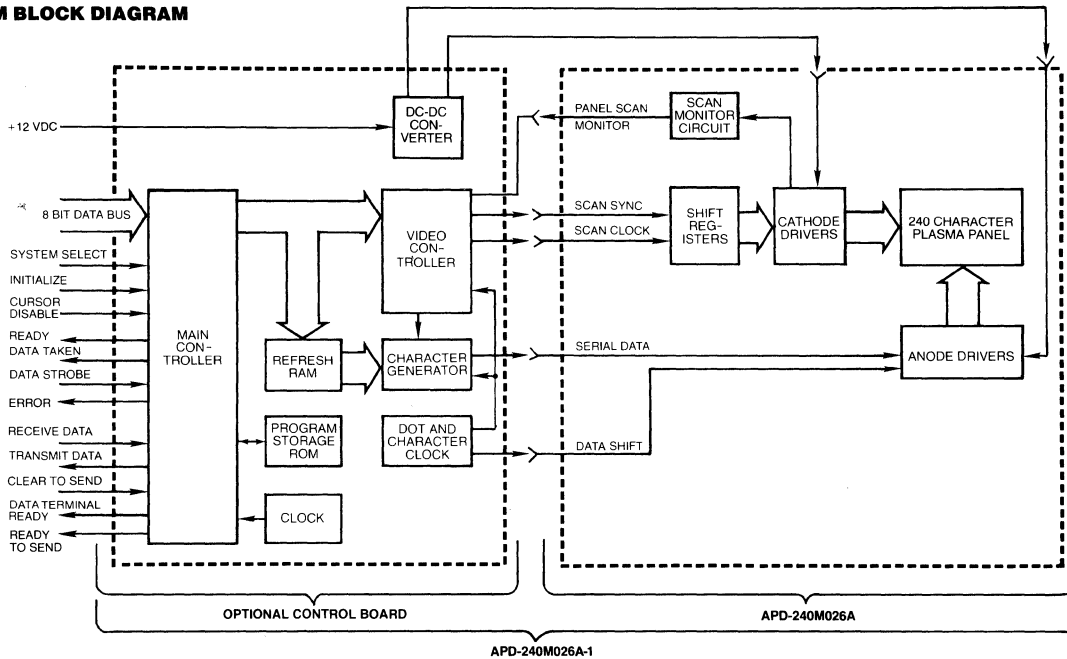 M BLOCK DIAGRAM
+12 VDC
DC-DC
CON-
VERTER
PANEL SCAN
MONITOR
SCAN
MONITOR
CIRCUIT
8 BIT DATA BUS
SYSTEM SELECT
INITIALIZE
CURSOR
DISABLE
READY
DATA TAKEN
DATA STROBE
ERROR
RECEIVE DATA
TRANSMIT DATA
CLEAR TO SEND
DATA TERMINAL
READY
READY
TO SEND
MAIN
CON-
TROLLER
VIDEO
CON-
TROLLER
REFRESH
RAM
CHARACTER
GENERATOR
PROGRAM
STORAGE
ROM
DOT AND
CHARACTER
CLOCK
CLOCK
SCAN SYNC
SCAN CLOCK
SERIAL DATA
DATA SHIFT
SHIFT
REG-
ISTERS
CATHODE
DRIVERS
240 CHARACTER
PLASMA PANEL
ANODE DRIVERS
OPTIONAL CONTROL BOARD
APD-240M026A
APD-240M026A-1